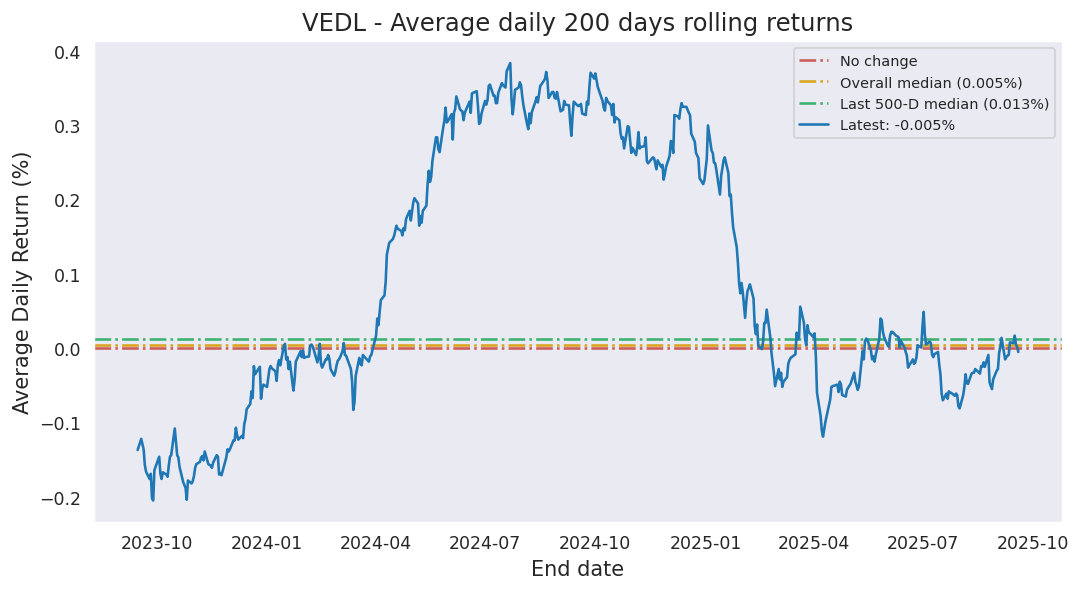 VEDL - Average daily 200 days rolling returns
0.4
0.3
0.2
0.1
0.0
−0.1
−0.2
Average Daily Return (%)
No change
Overall median (0.005%)
Last 500-D median (0.013%)
Latest: -0.005%
2023-10 2024-01 2024-04 2024-07 2024-10 2025-01 2025-04 2025-07 2025-10
End date